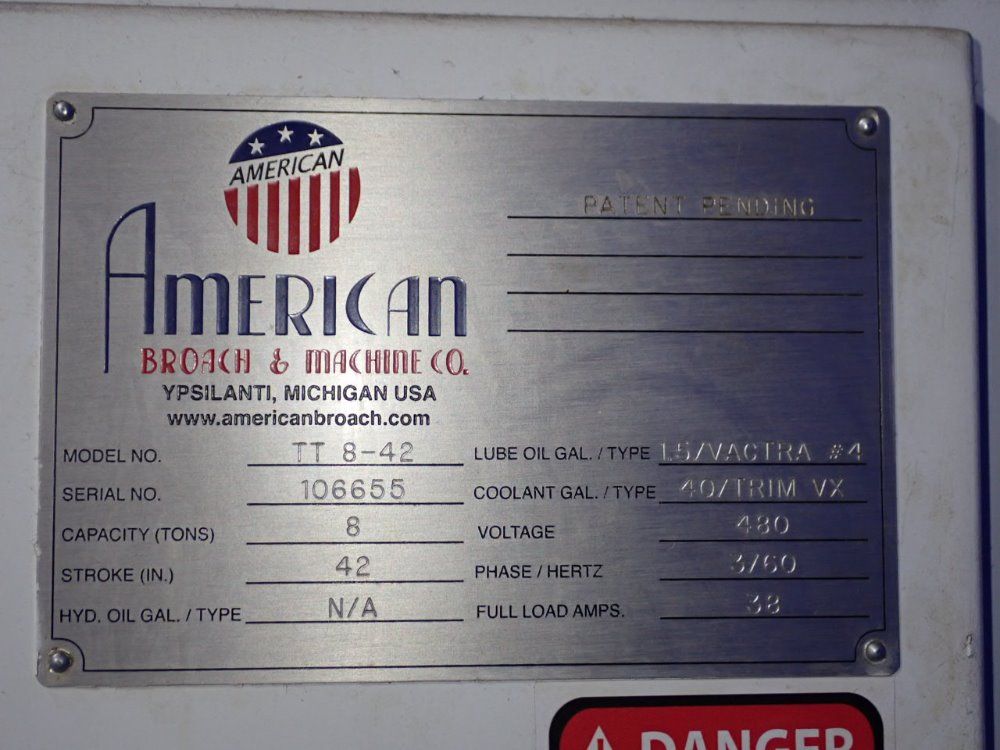 AMERICAN
AMERICAN
BROACH & MACHINE CO.
YPSILANTI, MICHIGAN USA
www.americanbroach.com
PATENT PENDING
MODEL NO. TT 8-42
SERIAL NO. 106655
CAPACITY (TONS) 8
STROKE (IN.) 42
HYD. OIL GAL. / TYPE N/A
LUBE OIL GAL. / TYPE 1.5/VACTRA #4
COOLANT GAL. / TYPE 40/TRIM VX
VOLTAGE 480
PHASE / HERTZ 3/60
FULL LOAD AMPS. 38
DANGER